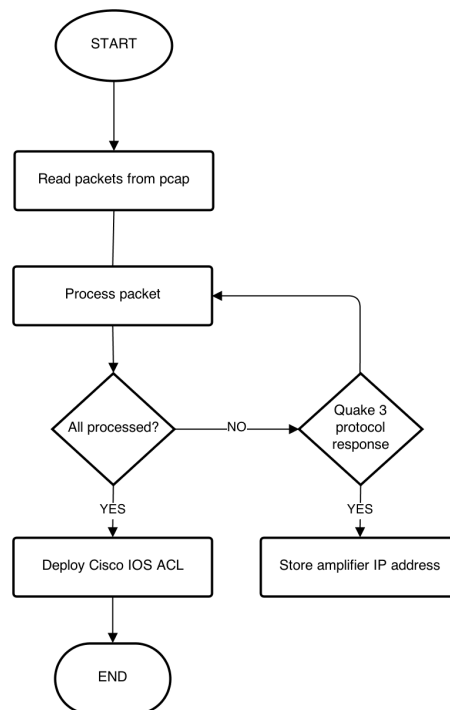 START
Read packets from pcap
Process packet
All processed?
NO
Quake 3
protocol
response
YES
YES
Deploy Cisco IOS ACL
Store amplifier IP address
END